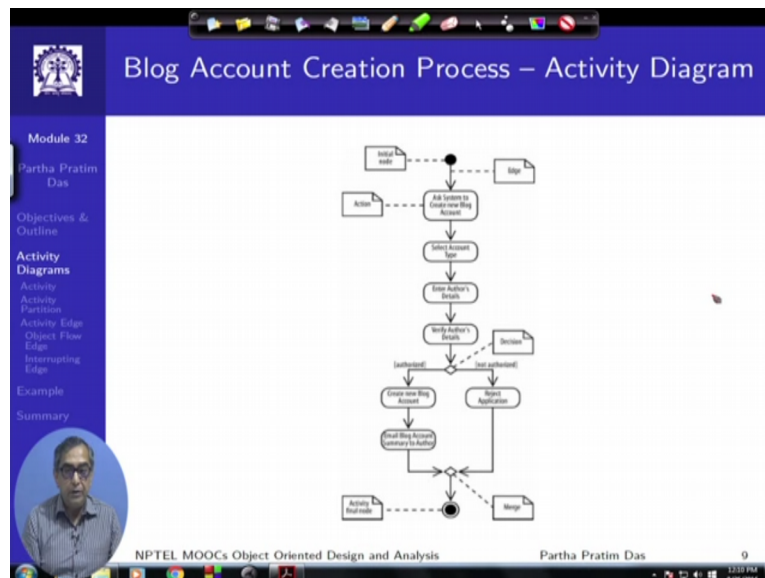 Blog Account Creation Process – Activity Diagram
Module 32
Partha Pratim
Das
Objectives &
Outline
Activity
Diagrams
Activity
Activity
Partition
Activity Edge
Object Flow
Edge
Interrupting
Edge
Example
Summary
Initial
node
Edge
Action
Ask System to
Create new Blog
Account
Select Account
Type
Enter Author's
Details
Verify Author's
Details
Decision
[authorized]
[not authorized]
Create new Blog
Account
Reject
Application
Email Blog Account
Summary to Author
Activity
final node
Merge
NPTEL MOOCs Object Oriented Design and Analysis
Partha Pratim Das
9
12:10 PM